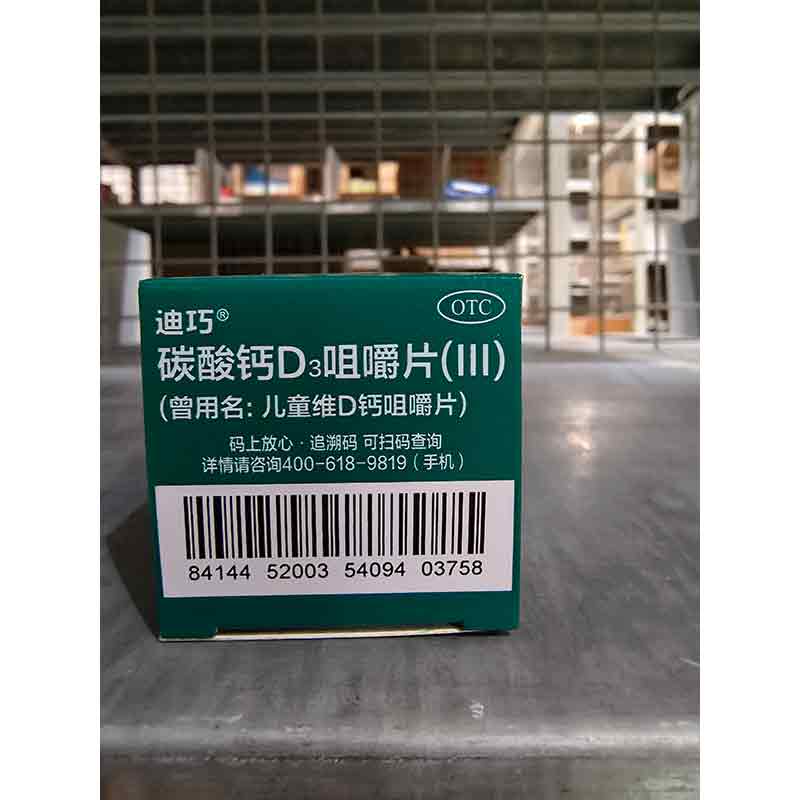 OTC
迪巧®
碳酸钙D₃咀嚼片(III)
(曾用名: 儿童维D钙咀嚼片)
码上放心·追溯码 可扫码查询
详情请咨询400-618-9819（手机）
84144 52003 54094 03758